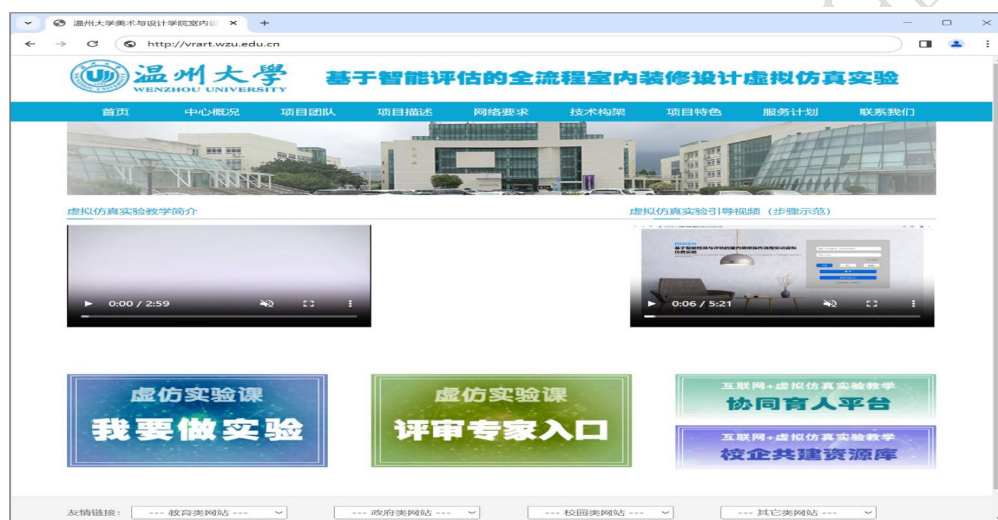 温州大学美术与设计学院室内设
http://vrart.wzu.edu.cn
温州大學
WENZHOU UNIVERSITY
基于智能评估的全流程室内装修设计虚拟仿真实验
首页 中心概况 项目团队 项目描述 网络要求 技术构架 项目特色 服务计划 联系我们
虚拟仿真实验教学简介
虚拟仿真实验引导视频（步骤示范）
0:00 / 2:59
0:06 / 5:21
虚仿实验课
我要做实验
虚仿实验课
评审专家入口
互联网+虚拟仿真实验教学
协同育人平台
互联网+虚拟仿真实验教学
校企共建资源库
友情链接： --- 教育类网站 --- --- 政府类网站 --- --- 校园类网站 --- --- 其它类网站 ---